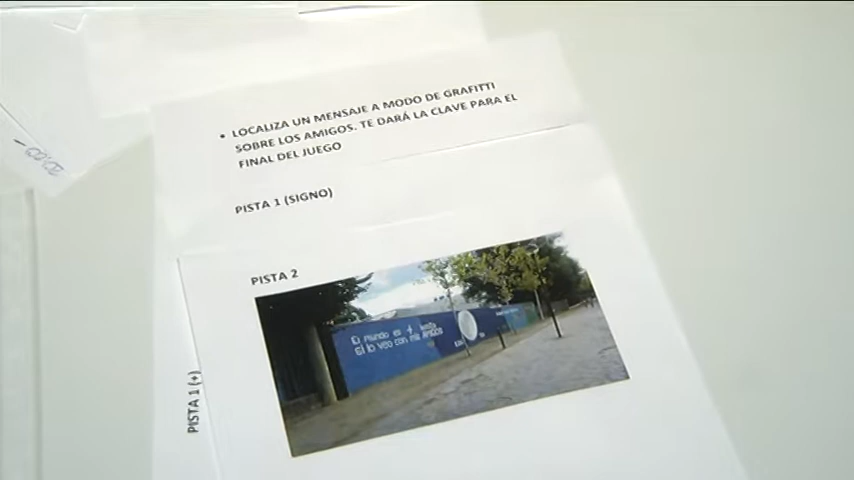 • LOCALIZA UN MENSAJE A MODO DE GRAFITTI
SOBRE LOS AMIGOS. TE DARÁ LA CLAVE PARA EL
FINAL DEL JUEGO
PISTA 1 (SIGNO)
PISTA 2
El mundo es + bonito
si lo veo con mis AMIGOS
PISTA 1 (+)